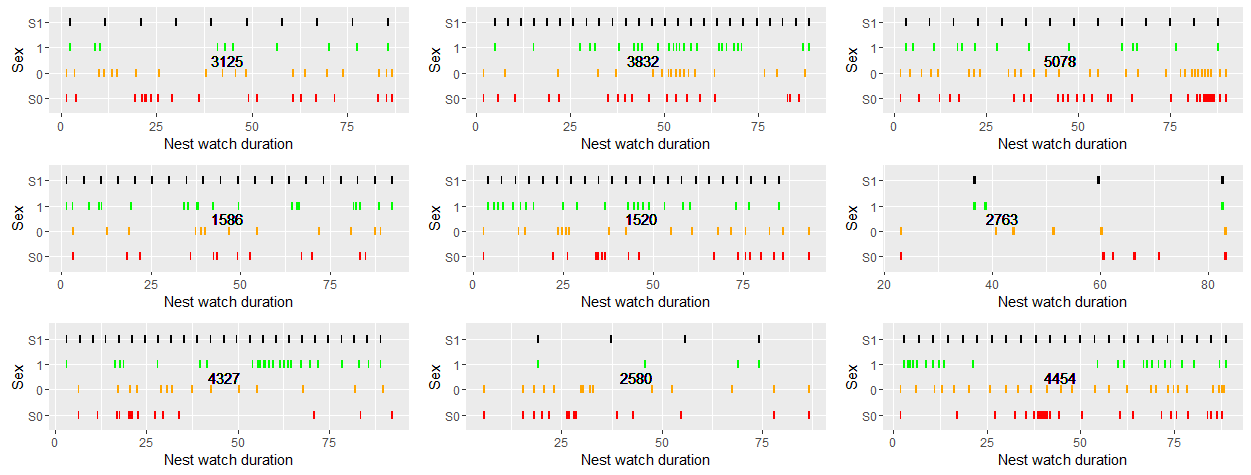 S1
1
0
S0
Sex
3125
0 25 50 75
Nest watch duration
S1
1
0
S0
Sex
3832
0 25 50 75
Nest watch duration
S1
1
0
S0
Sex
5078
0 25 50 75
Nest watch duration
S1
1
0
S0
Sex
1586
0 25 50 75
Nest watch duration
S1
1
0
S0
Sex
1520
0 25 50 75
Nest watch duration
S1
1
0
S0
Sex
2763
20 40 60 80
Nest watch duration
S1
1
0
S0
Sex
4327
0 25 50 75
Nest watch duration
S1
1
0
S0
Sex
2580
25 50 75
Nest watch duration
S1
1
0
S0
Sex
4454
0 25 50 75
Nest watch duration